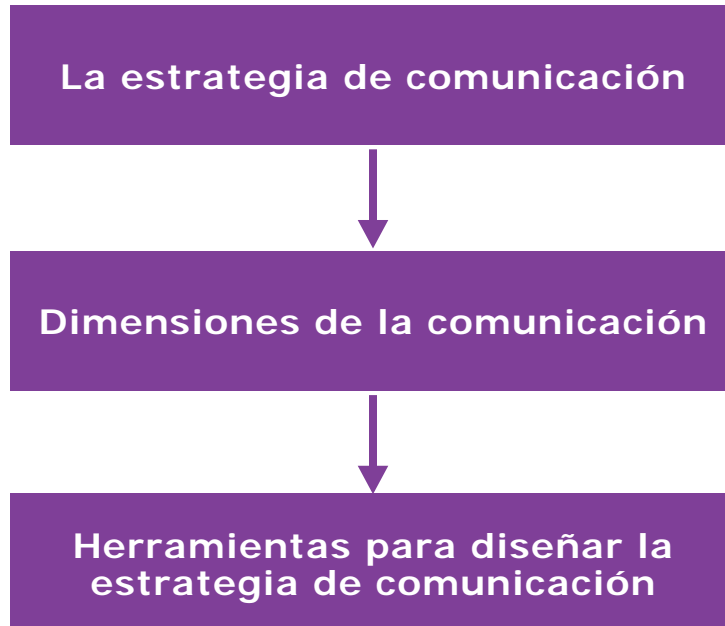 La estrategia de comunicación
Dimensiones de la comunicación
Herramientas para diseñar la
estrategia de comunicación